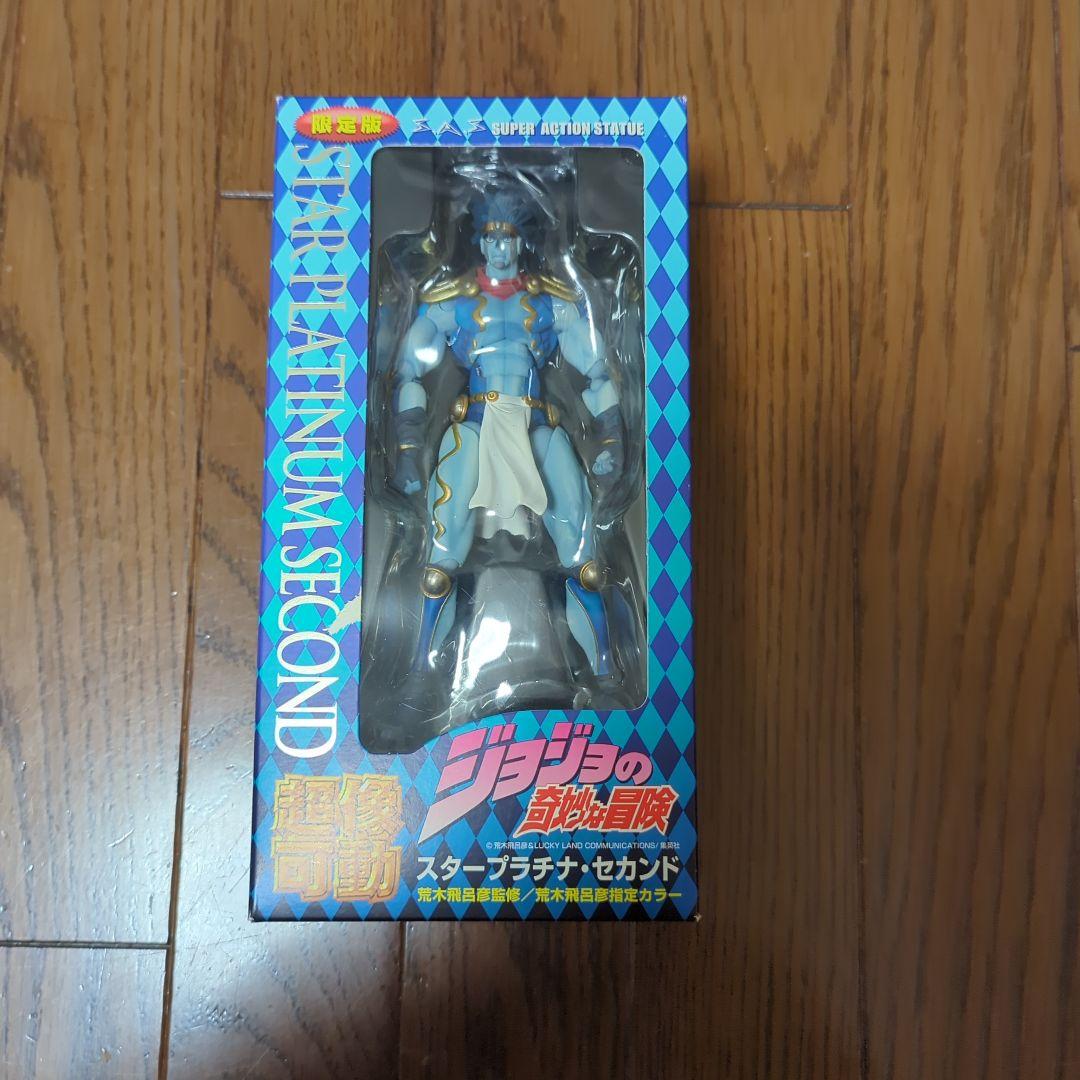 限定版
SAS SUPER ACTION STATUE
STAR PLATINUM SECOND
超像
可動
ジョジョの
奇妙な冒険
© 荒木飛呂彦&LUCKY LAND COMMUNICATIONS/集英社
スタープラチナ・セカンド
荒木飛呂彦監修/荒木飛呂彦指定カラー